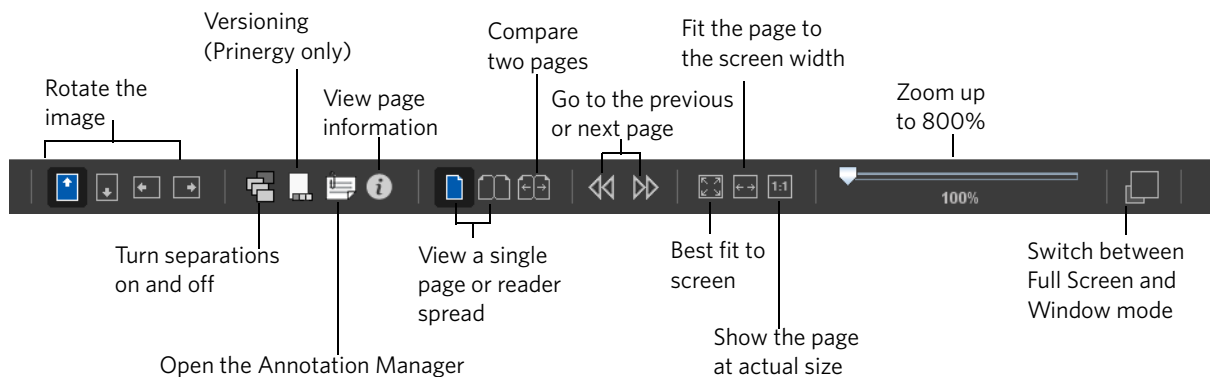 Versioning
(Prinergy only)
Compare
two pages
Fit the page to
the screen width
Rotate the
image
View page
information
Go to the previous
or next page
Zoom up
to 800%
i
1:1
100%
Turn separations
on and off
View a single
page or reader
spread
Best fit to
screen
Switch between
Full Screen and
Window mode
Open the Annotation Manager
Show the page
at actual size